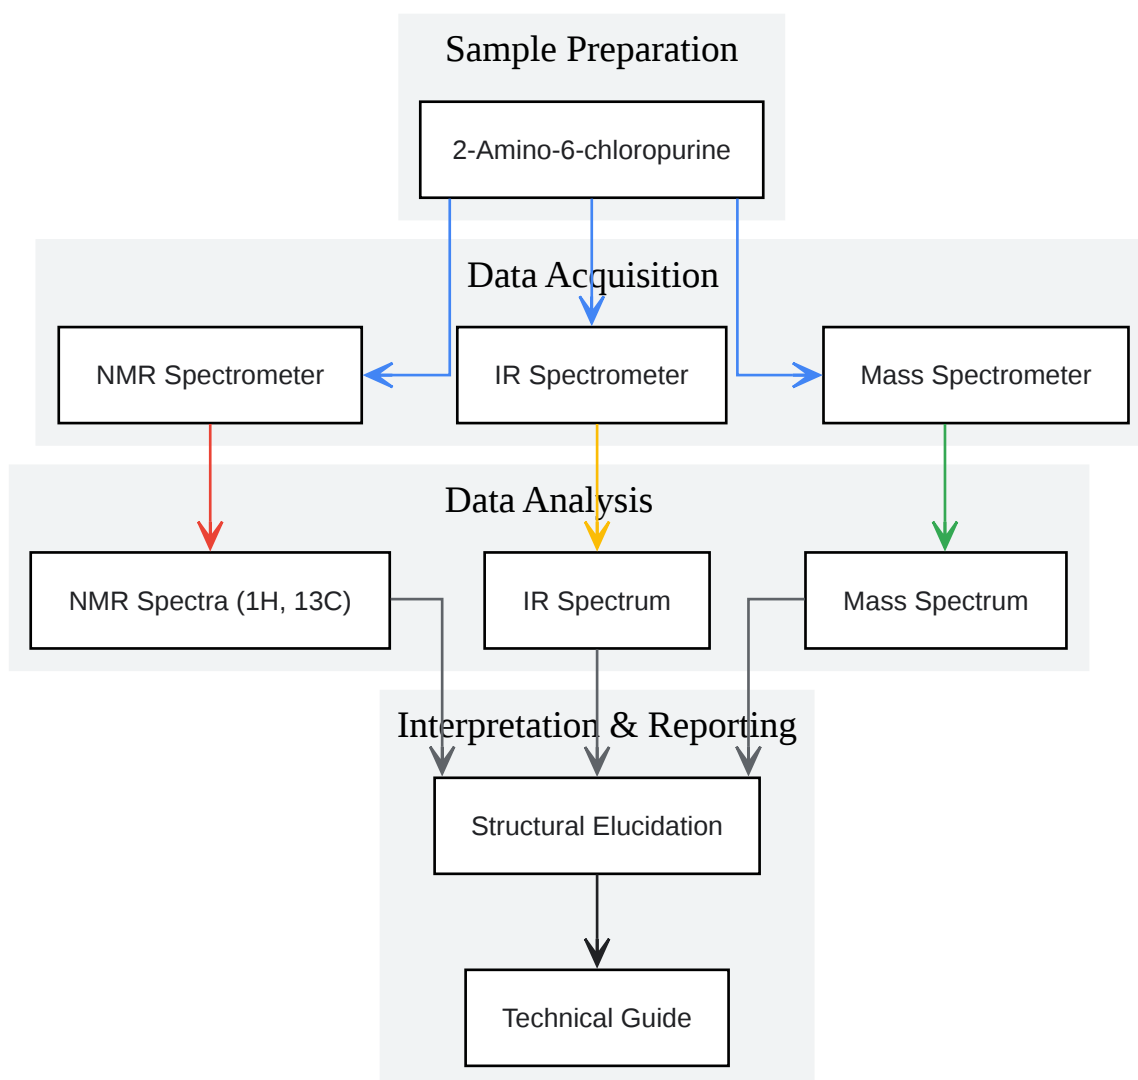 Sample Preparation
2-Amino-6-chloropurine
Data Acquisition
NMR Spectrometer
IR Spectrometer
Mass Spectrometer
Data Analysis
NMR Spectra (1H, 13C)
IR Spectrum
Mass Spectrum
Interpretation & Reporting
Structural Elucidation
Technical Guide